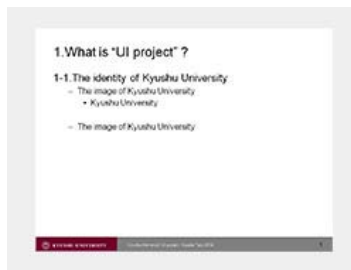 1.What is "UI project" ?
1-1.The identity of Kyushu University
– The image of Kyushu University
• Kyushu University
– The image of Kyushu University
KYUSHU UNIVERSITY